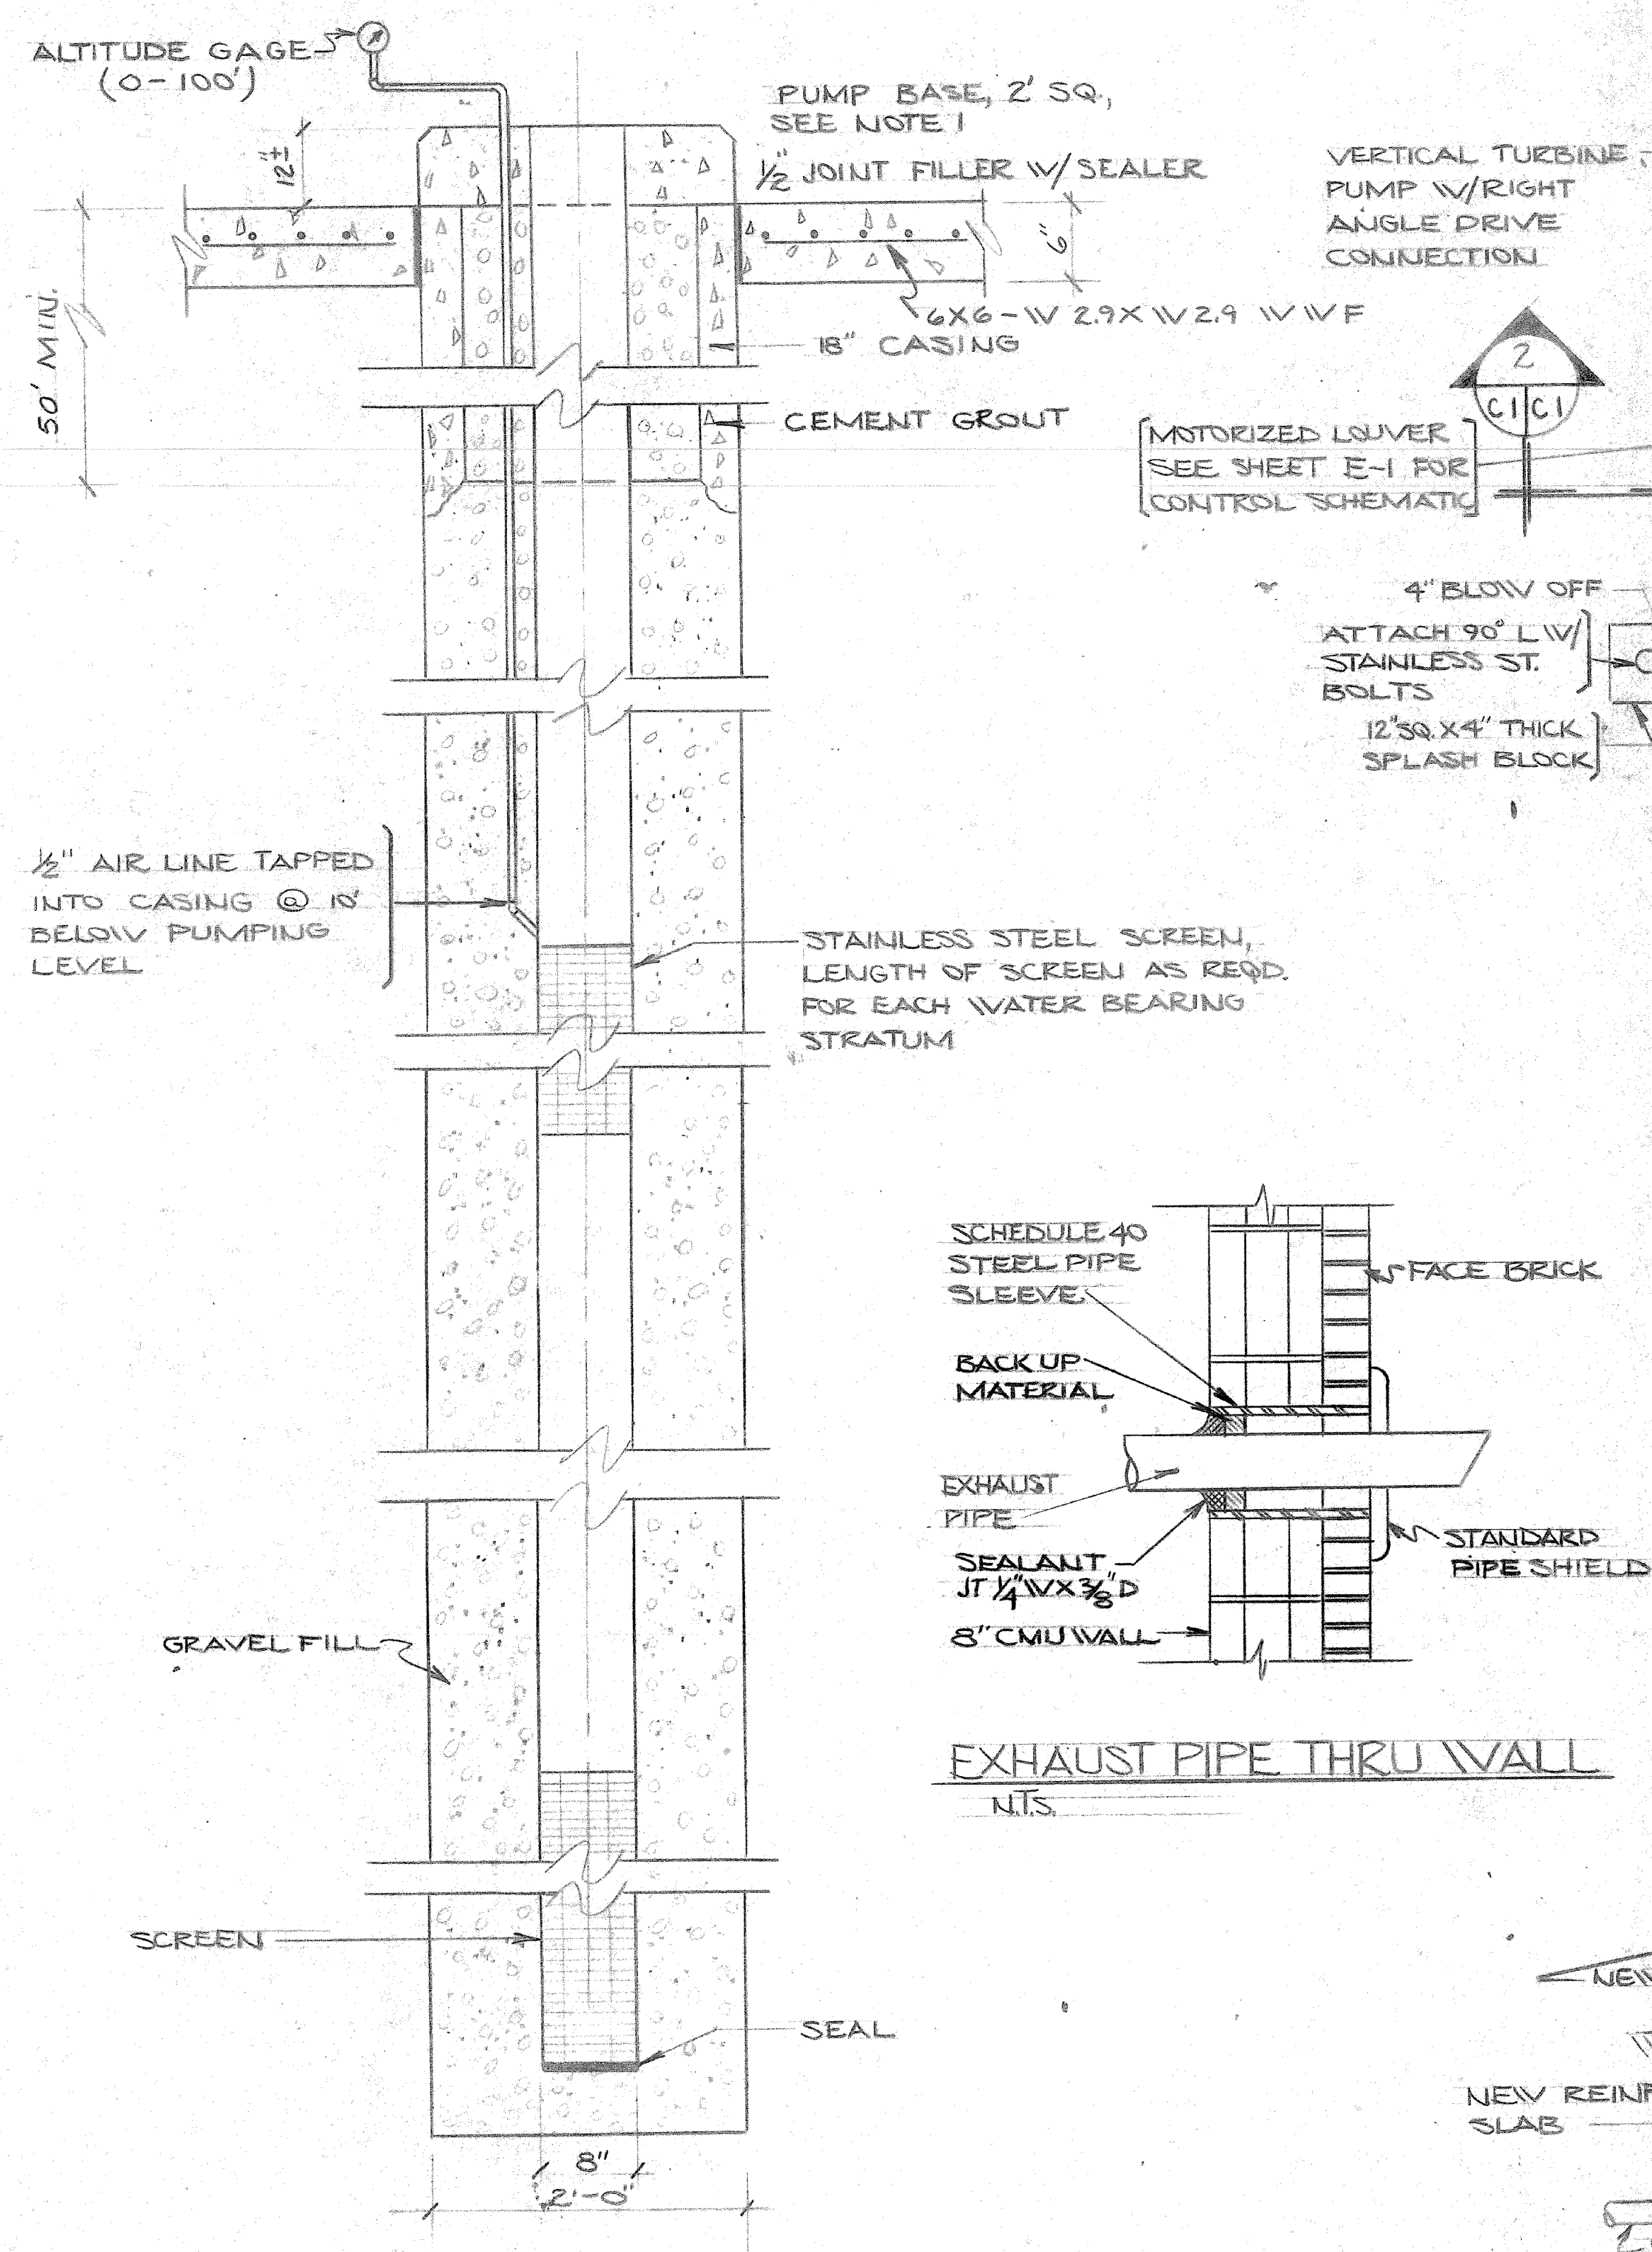 ALTITUDE GAGE
(0-100')
12"±
50' MIN.
PUMP BASE, 2' SQ.,
SEE NOTE 1
1/2" JOINT FILLER W/SEALER
6"
6X6-W 2.9X W 2.9 WWF
18" CASING
CEMENT GROUT
VERTICAL TURBINE
PUMP W/RIGHT
ANGLE DRIVE
CONNECTION
2
C1 C1
MOTORIZED LOUVER
SEE SHEET E-1 FOR
CONTROL SCHEMATIC
4" BLOW OFF
ATTACH 90° L W/
STAINLESS ST.
BOLTS
12"SQ. X 4" THICK
SPLASH BLOCK
1/2" AIR LINE TAPPED
INTO CASING @ 10'
BELOW PUMPING
LEVEL
STAINLESS STEEL SCREEN,
LENGTH OF SCREEN AS REQD.
FOR EACH WATER BEARING
STRATUM
SCHEDULE 40
STEEL PIPE
SLEEVE
FACE BRICK
BACK UP
MATERIAL
EXHAUST
PIPE
SEALANT
JT 1/4" W X 3/8" D
8" CMU WALL
STANDARD
PIPE SHIELD
EXHAUST PIPE THRU WALL
N.T.S.
GRAVEL FILL
SCREEN
SEAL
8"
2'-0"
NEW
NEW REINF
SLAB